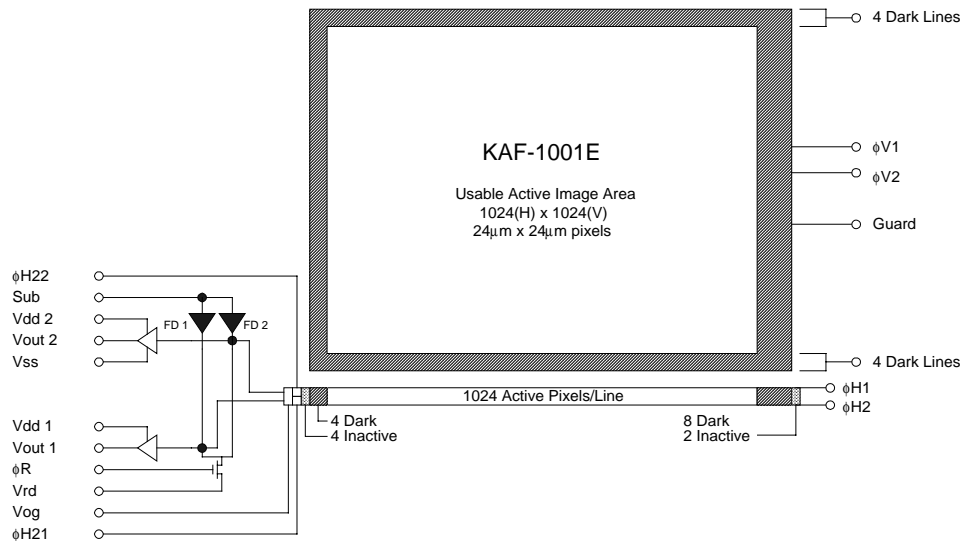 4 Dark Lines
KAF-1001E
Usable Active Image Area
1024(H) x 1024(V)
24μm x 24μm pixels
ϕV1
ϕV2
Guard
ϕH22
Sub
Vdd 2
Vout 2
Vss
FD 1
FD 2
4 Dark Lines
ϕH1
ϕH2
1024 Active Pixels/Line
4 Dark
4 Inactive
8 Dark
2 Inactive
Vdd 1
Vout 1
ϕR
Vrd
Vog
ϕH21